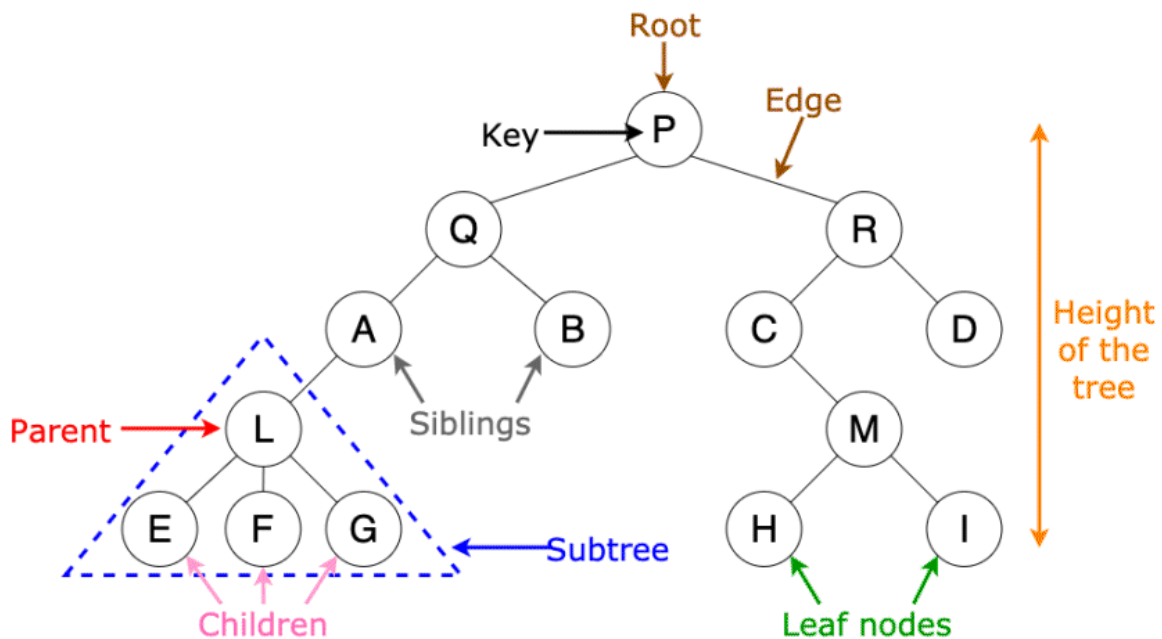 Root
Edge
Key
P
Q
R
A
B
C
D
Height
of the
tree
Siblings
Parent
L
M
E
F
G
H
I
Subtree
Children
Leaf nodes